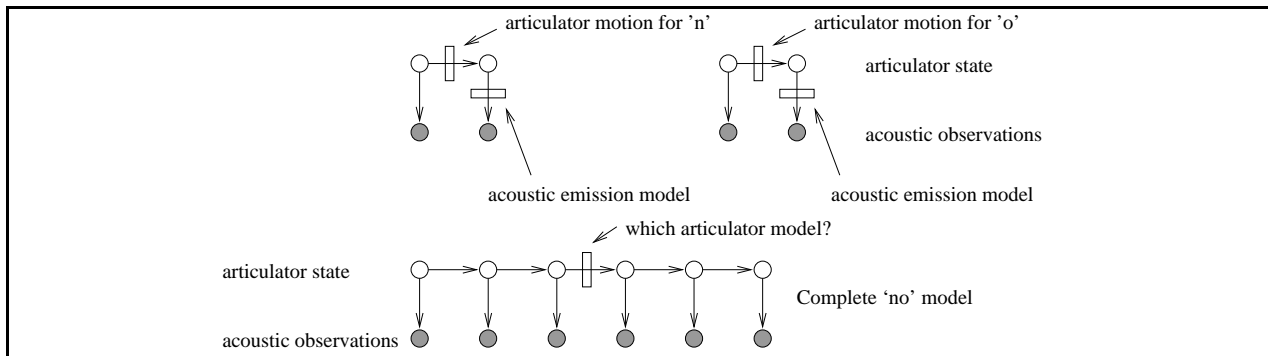 articulator motion for 'n'
articulator motion for 'o'
articulator state
acoustic observations
acoustic emission model
acoustic emission model
which articulator model?
articulator state
Complete 'no' model
acoustic observations